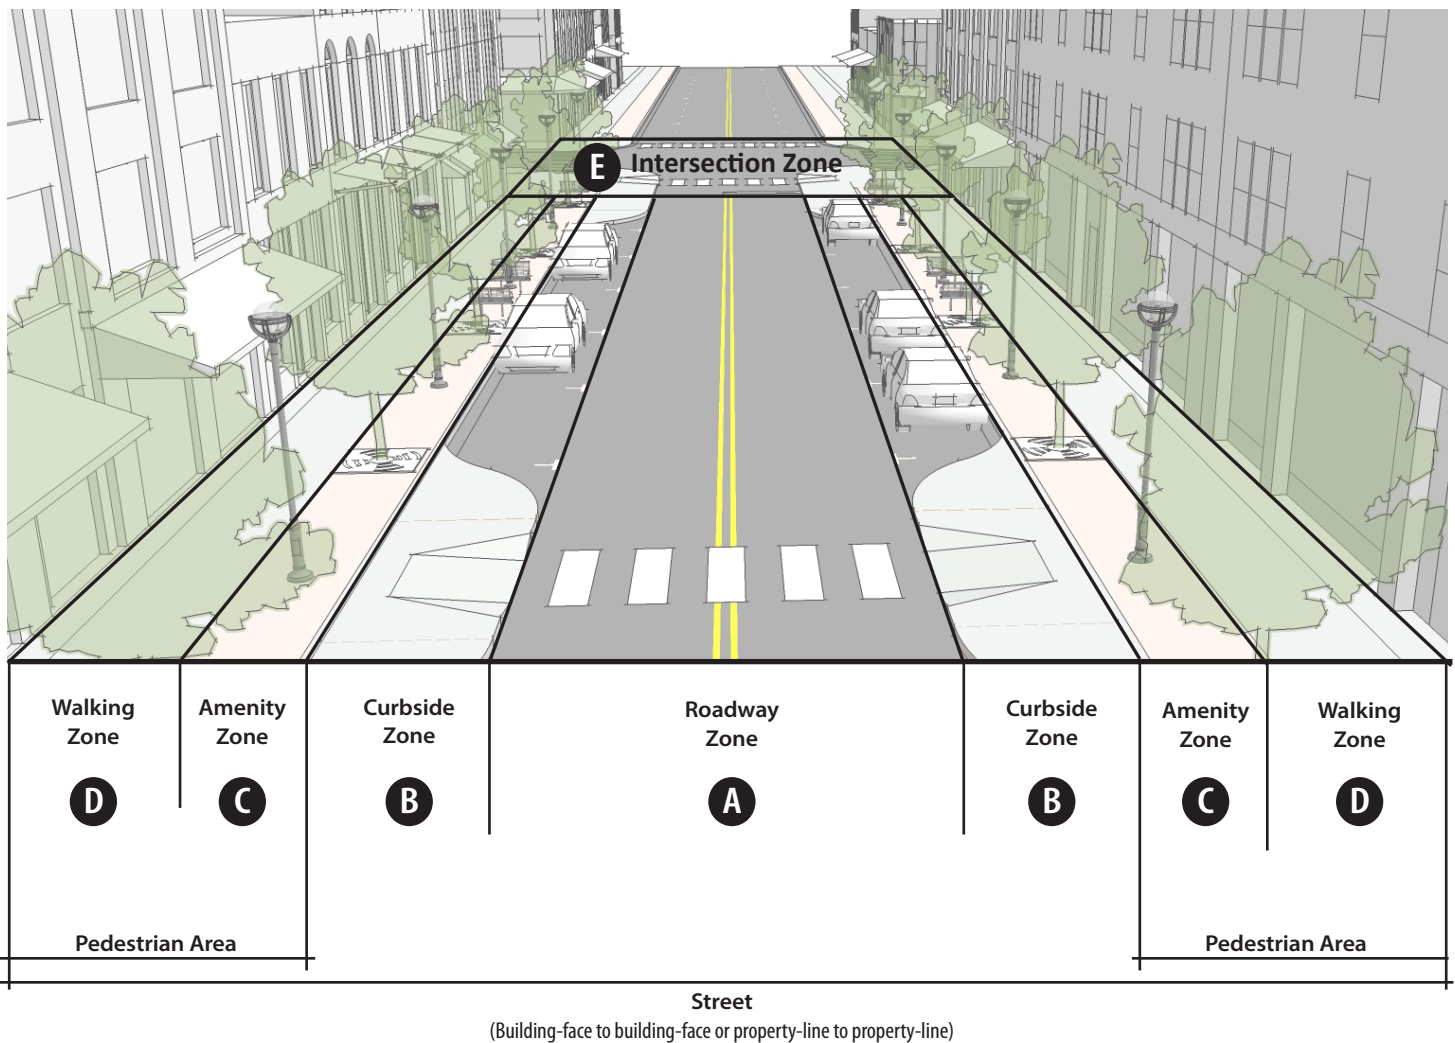 E Intersection Zone
Walking Amenity Curbside Roadway Curbside Amenity Walking
Zone Zone Zone Zone Zone Zone Zone
D C B A B C D
Pedestrian Area Pedestrian Area
Street
(Building-face to building-face or property-line to property-line)